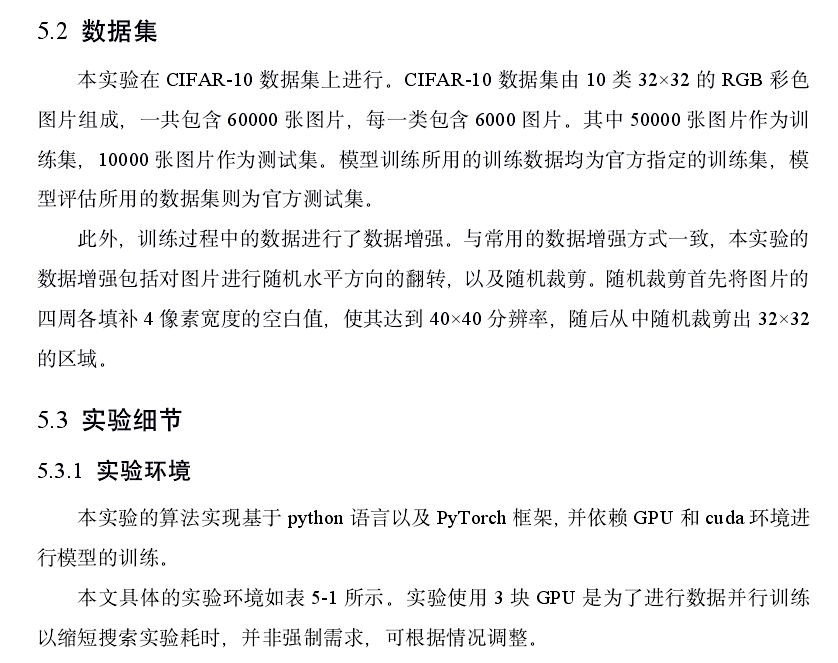 5.2 数据集
本实验在 CIFAR-10 数据集上进行。CIFAR-10 数据集由 10 类 32×32 的 RGB 彩色
图片组成，一共包含 60000 张图片，每一类包含 6000 图片。其中 50000 张图片作为训
练集，10000 张图片作为测试集。模型训练所用的训练数据均为官方指定的训练集，模
型评估所用的数据集则为官方测试集。
此外，训练过程中的数据进行了数据增强。与常用的数据增强方式一致，本实验的
数据增强包括对图片进行随机水平方向的翻转，以及随机裁剪。随机裁剪首先将图片的
四周各填补 4 像素宽度的空白值，使其达到 40×40 分辨率，随后从中随机裁剪出 32×32
的区域。
5.3 实验细节
5.3.1 实验环境
本实验的算法实现基于 python 语言以及 PyTorch 框架，并依赖 GPU 和 cuda 环境进
行模型的训练。
本文具体的实验环境如表 5-1 所示。实验使用 3 块 GPU 是为了进行数据并行训练
以缩短搜索实验耗时，并非强制需求，可根据情况调整。